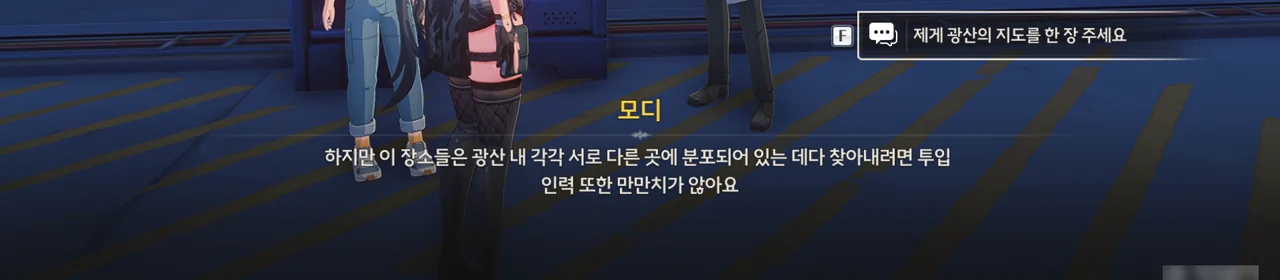 F
제게 광산의 지도를 한 장 주세요
모디
하지만 이 장소들은 광산 내 각각 서로 다른 곳에 분포되어 있는 데다 찾아내려면 투입
인력 또한 만만치가 않아요